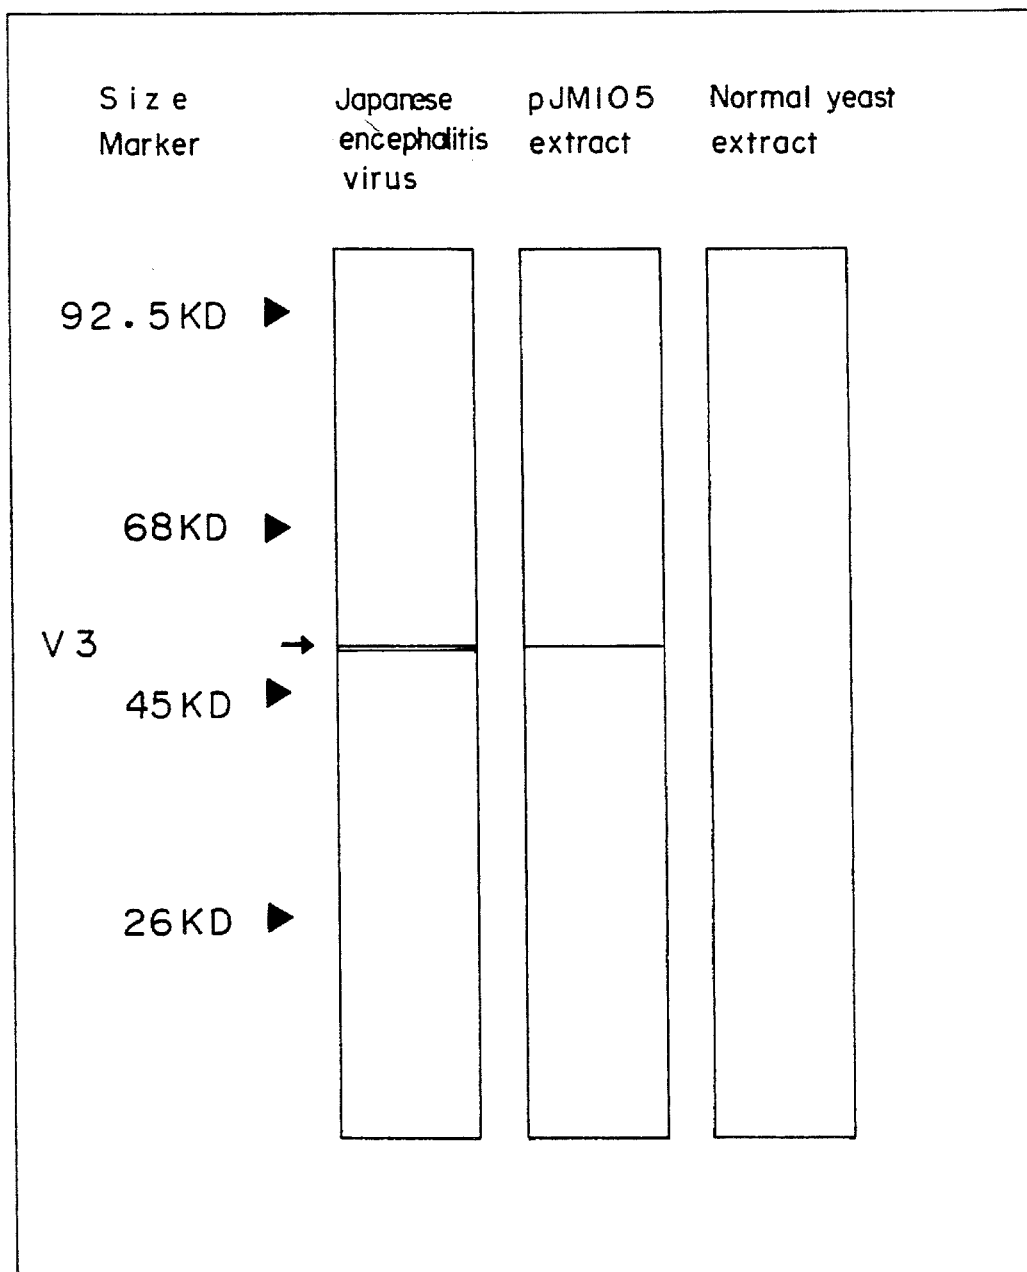 Size
Marker
Japanese
encephalitis
virus
pJM105
extract
Normal yeast
extract
92.5KD
68KD
V3
45KD
26KD